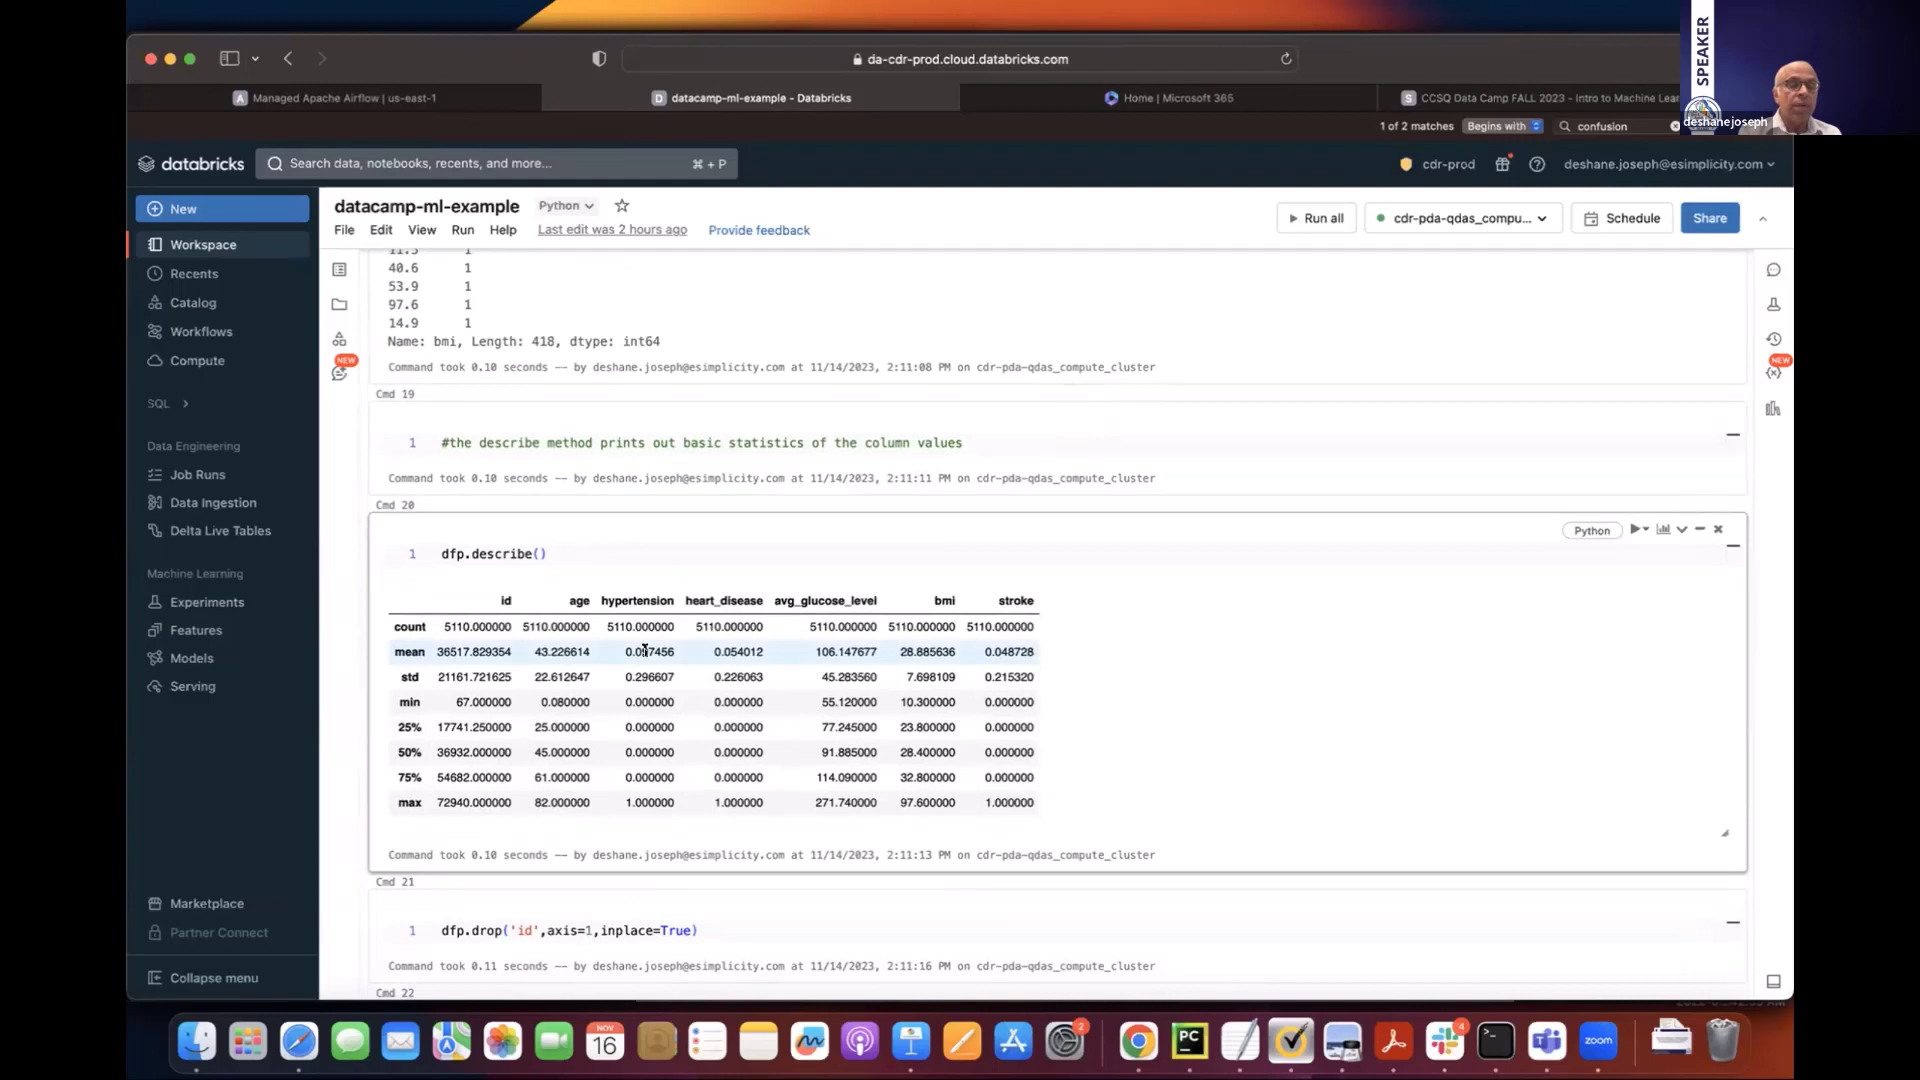 da-cdr-prod.cloud.databricks.com
SPEAKER
deshanejoseph
Managed Apache Airflow | us-east-1
datacamp-ml-example - Databricks
Home | Microsoft 365
CCSQ Data Camp FALL 2023 - Intro to Machine Lear
1 of 2 matches Begins with confusion
databricks
Search data, notebooks, recents, and more... ⌘ + P
cdr-prod
deshane.joseph@esimplicity.com
New
Workspace
Recents
Catalog
Workflows
Compute
SQL
Data Engineering
Job Runs
Data Ingestion
Delta Live Tables
Machine Learning
Experiments
Features
Models
Serving
Marketplace
Partner Connect
Collapse menu
datacamp-ml-example Python
File Edit View Run Help Last edit was 2 hours ago Provide feedback
Run all cdr-pda-qdas_compu... Schedule Share
NEW
NEW
40.6 1
53.9 1
97.6 1
14.9 1
Name: bmi, Length: 418, dtype: int64
Command took 0.10 seconds -- by deshane.joseph@esimplicity.com at 11/14/2023, 2:11:08 PM on cdr-pda-qdas_compute_cluster
Cmd 19
1 #the describe method prints out basic statistics of the column values
Command took 0.10 seconds -- by deshane.joseph@esimplicity.com at 11/14/2023, 2:11:11 PM on cdr-pda-qdas_compute_cluster
Cmd 20
Python
1 dfp.describe()
id age hypertension heart_disease avg_glucose_level bmi stroke
count 5110.000000 5110.000000 5110.000000 5110.000000 5110.000000 5110.000000 5110.000000
mean 36517.829354 43.226614 0.054012 106.147677 28.885636 0.048728
std 21161.721625 22.612647 0.296607 0.226063 45.283560 7.698109 0.215320
min 67.000000 0.080000 0.000000 0.000000 55.120000 10.300000 0.000000
25% 17741.250000 25.000000 0.000000 0.000000 77.245000 23.800000 0.000000
50% 36932.000000 45.000000 0.000000 0.000000 91.885000 28.400000 0.000000
75% 54682.000000 61.000000 0.000000 0.000000 114.090000 32.800000 0.000000
max 72940.000000 82.000000 1.000000 1.000000 271.740000 97.600000 1.000000
Command took 0.10 seconds -- by deshane.joseph@esimplicity.com at 11/14/2023, 2:11:13 PM on cdr-pda-qdas_compute_cluster
Cmd 21
1 dfp.drop('id',axis=1,inplace=True)
Command took 0.11 seconds -- by deshane.joseph@esimplicity.com at 11/14/2023, 2:11:16 PM on cdr-pda-qdas_compute_cluster
Cmd 22
NOV
16
2
PC
4
zoom